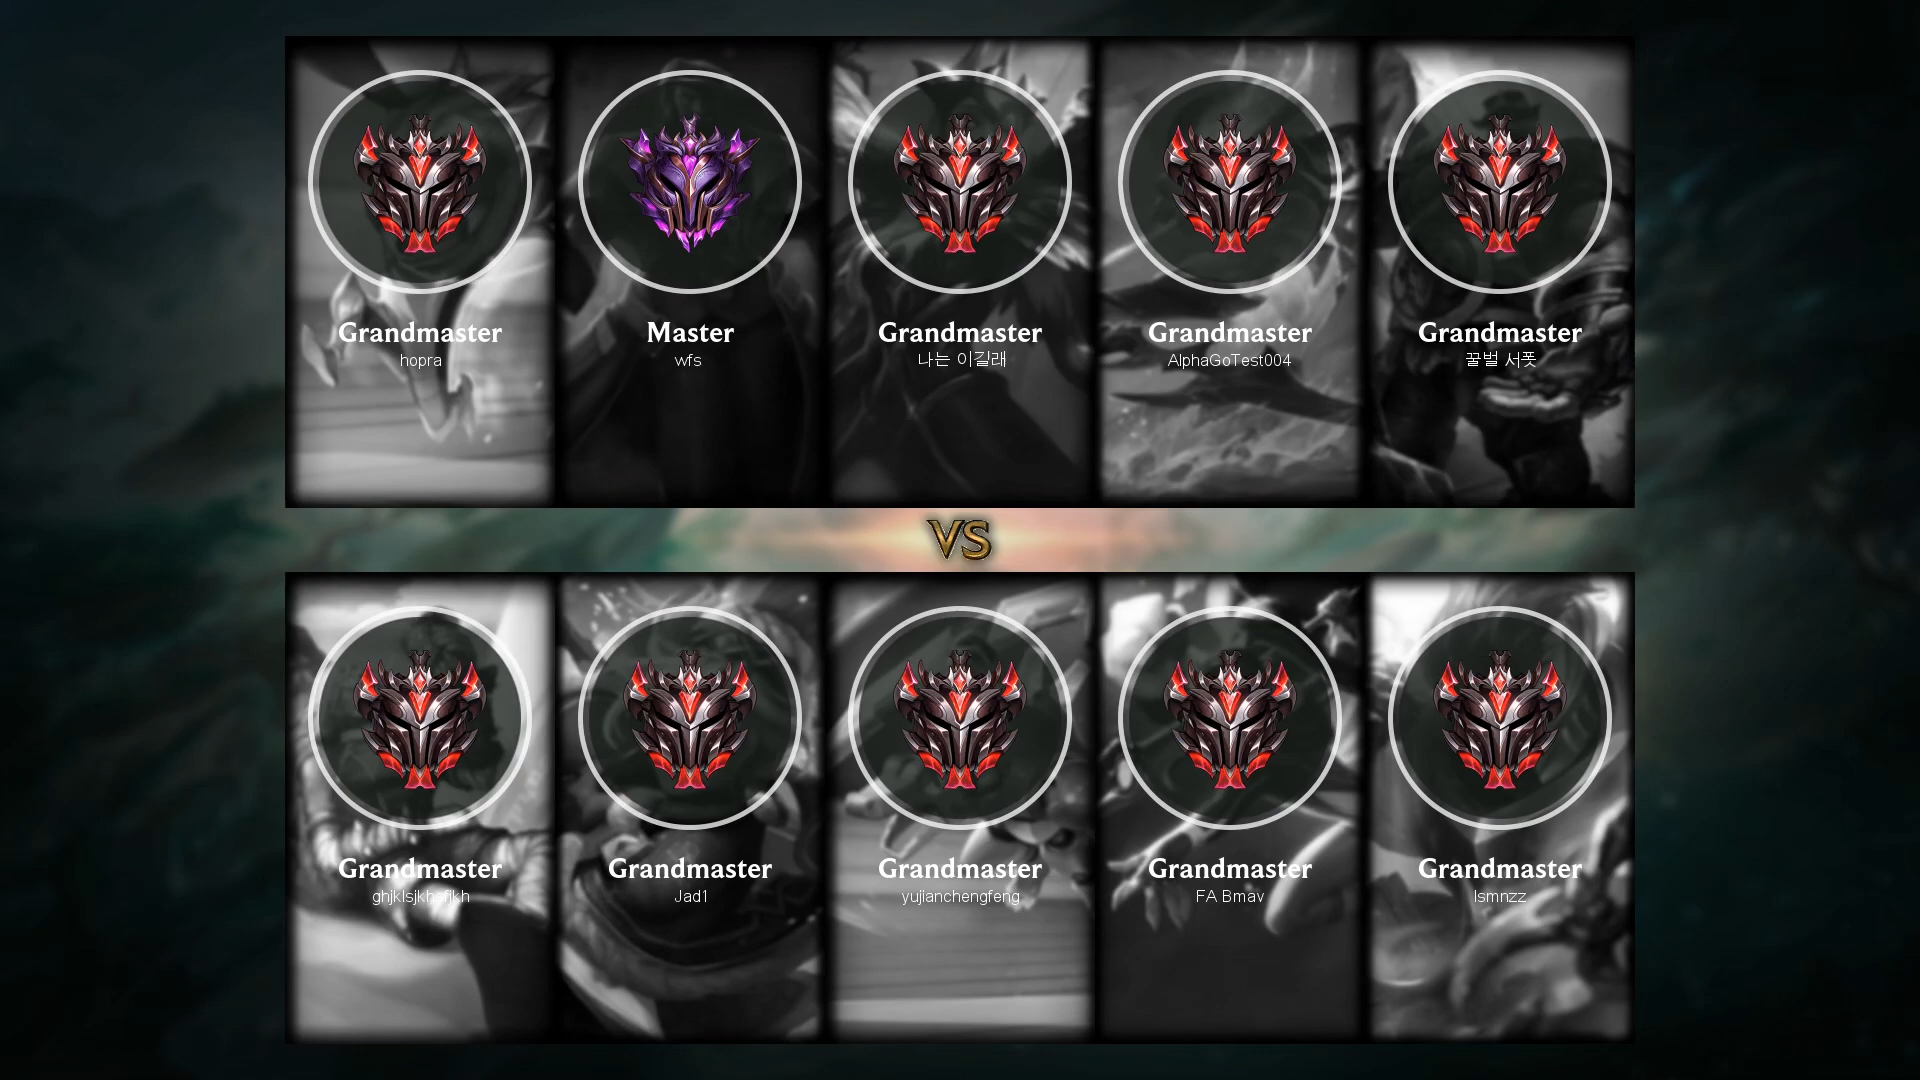 Grandmaster
hopra
Master
wfs
Grandmaster
나는 이길래
Grandmaster
AlphaGoTest004
Grandmaster
꿀벌 서폿
VS
Grandmaster
Grandmaster
Jad1
Grandmaster
yujianchengfeng
Grandmaster
FA Bmav
Grandmaster